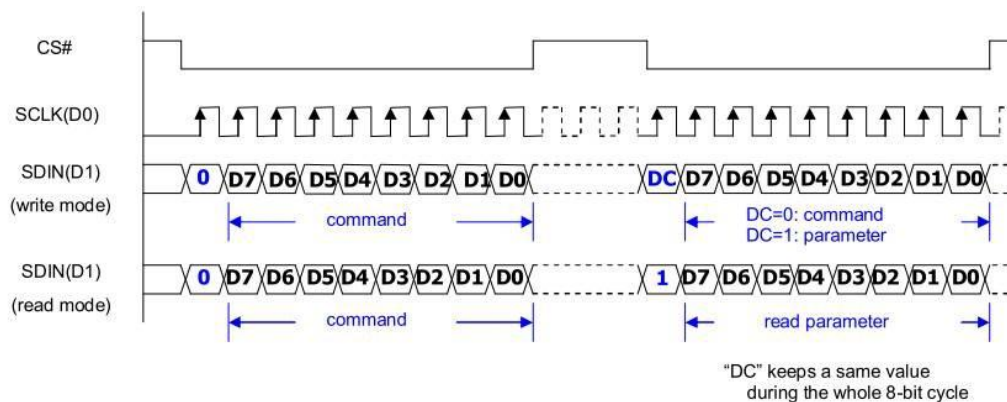 CS#
SCLK(D0)
SDIN(D1)
(write mode)
0 D7 D6 D5 D4 D3 D2 D1 D0 DC D7 D6 D5 D4 D3 D2 D1 D0
command
DC=0: command
DC=1: parameter
SDIN(D1)
(read mode)
0 D7 D6 D5 D4 D3 D2 D1 D0 1 D7 D6 D5 D4 D3 D2 D1 D0
command
read parameter
“DC” keeps a same value
during the whole 8-bit cycle